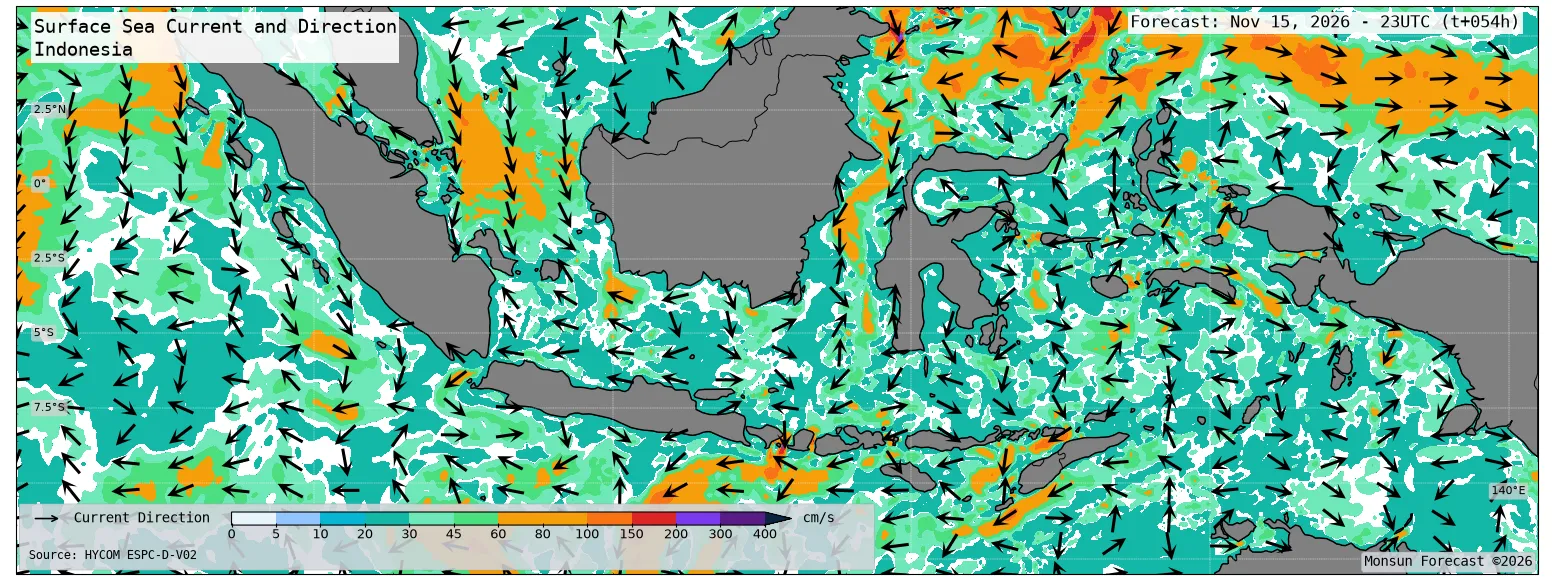 Surface Sea Current and Direction
Indonesia
Forecast: Nov 15, 2026 - 23UTC (t+054h)
2.5°N
0°
2.5°S
5°S
7.5°S
140°E
Current Direction
0 5 10 20 30 45 60 80 100 150 200 300 400 cm/s
Source: HYCOM ESPC-D-V02
Monsun Forecast ©2026